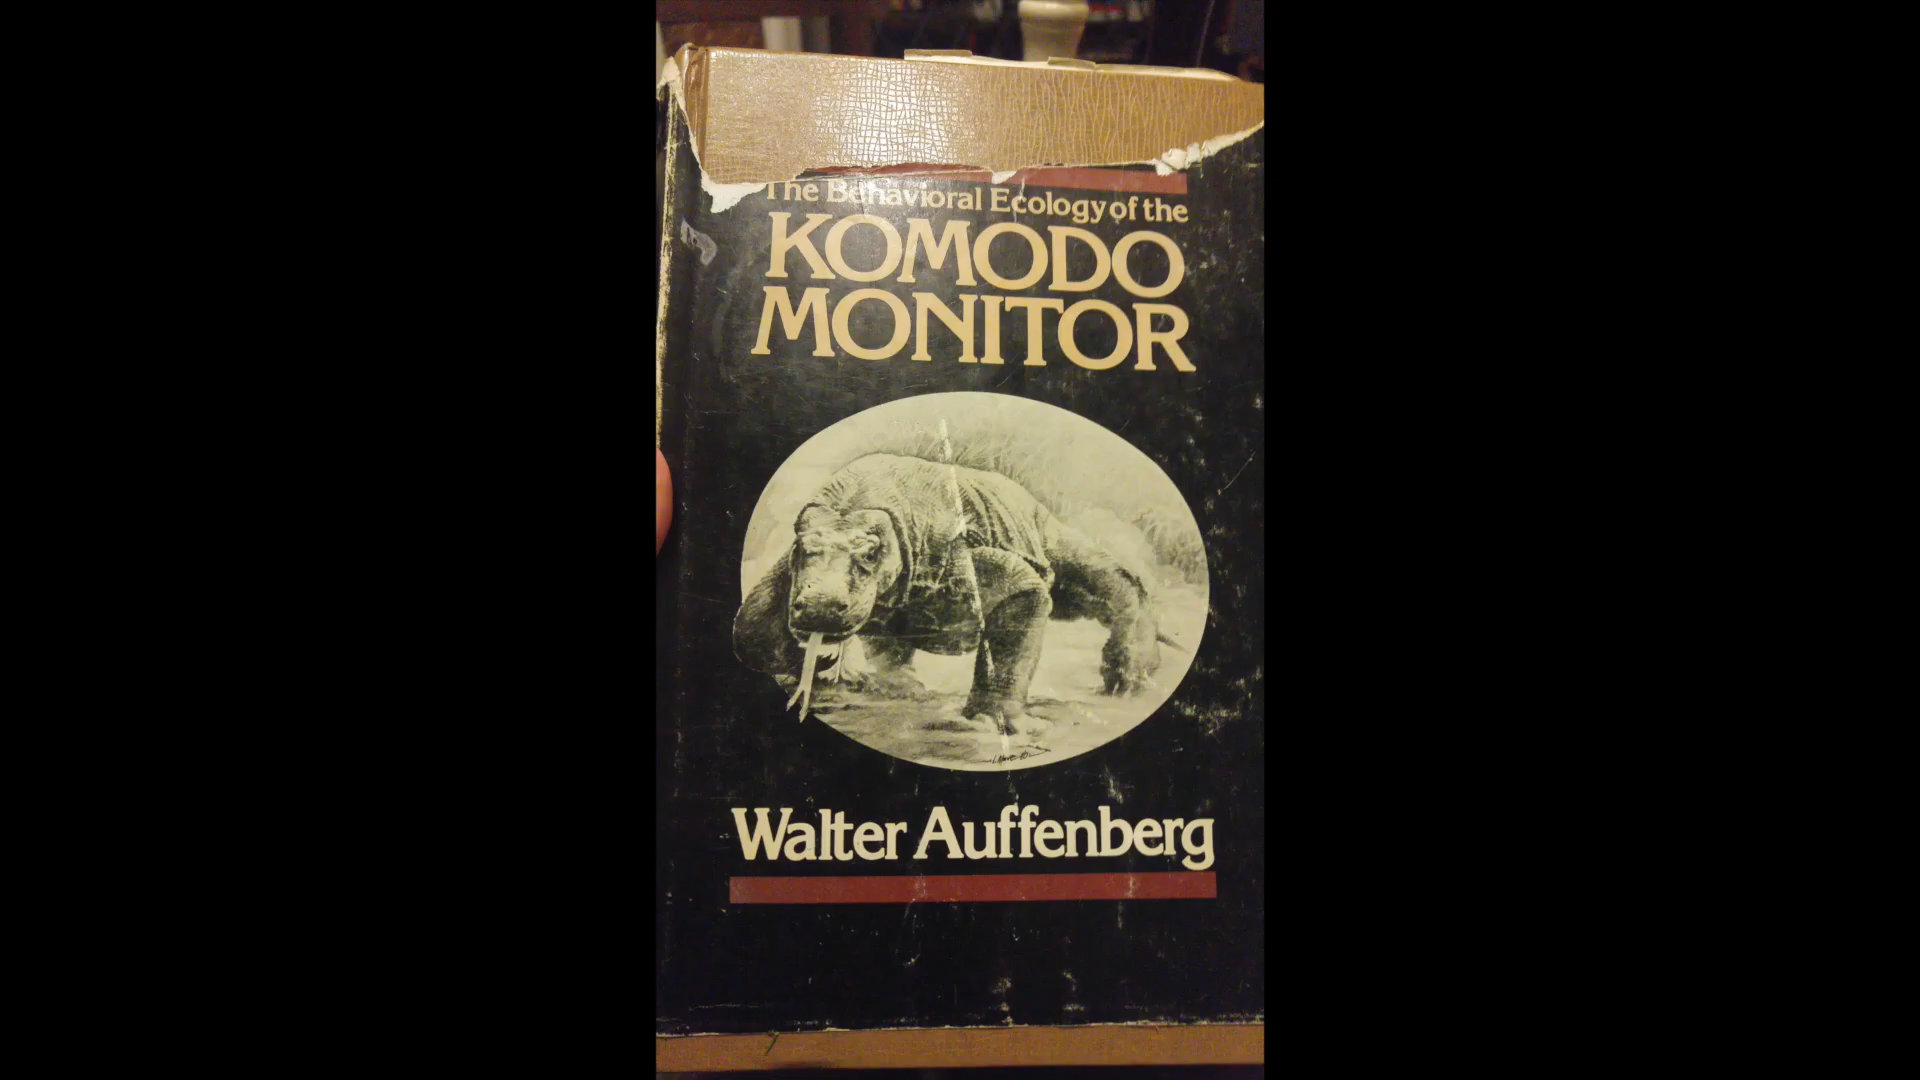 The Behavioral Ecology of the
KOMODO
MONITOR
Walter Auffenberg